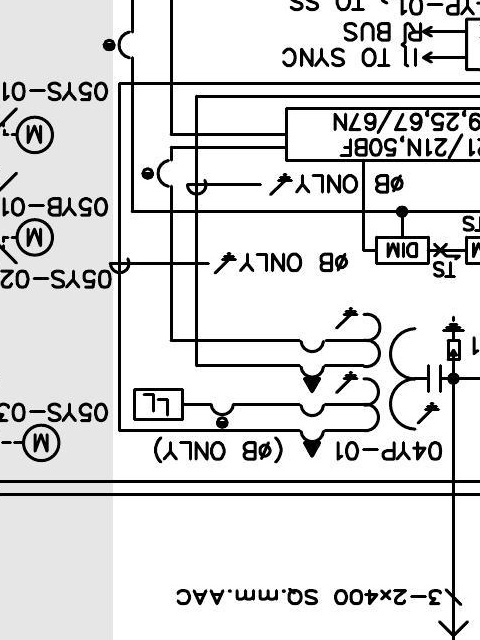 3-2x400 SQ.mm.AAC
04YP-01 (ØB ONLY)
M
05YS-03
LL
05YS-02
ØB ONLY
TS
TS
M
DIM
M
05YB-01
ØB ONLY
21/21N,50BF
9,25,67/67N
M
05YS-01
TO SYNC
BUS
YP-01 , TO SS